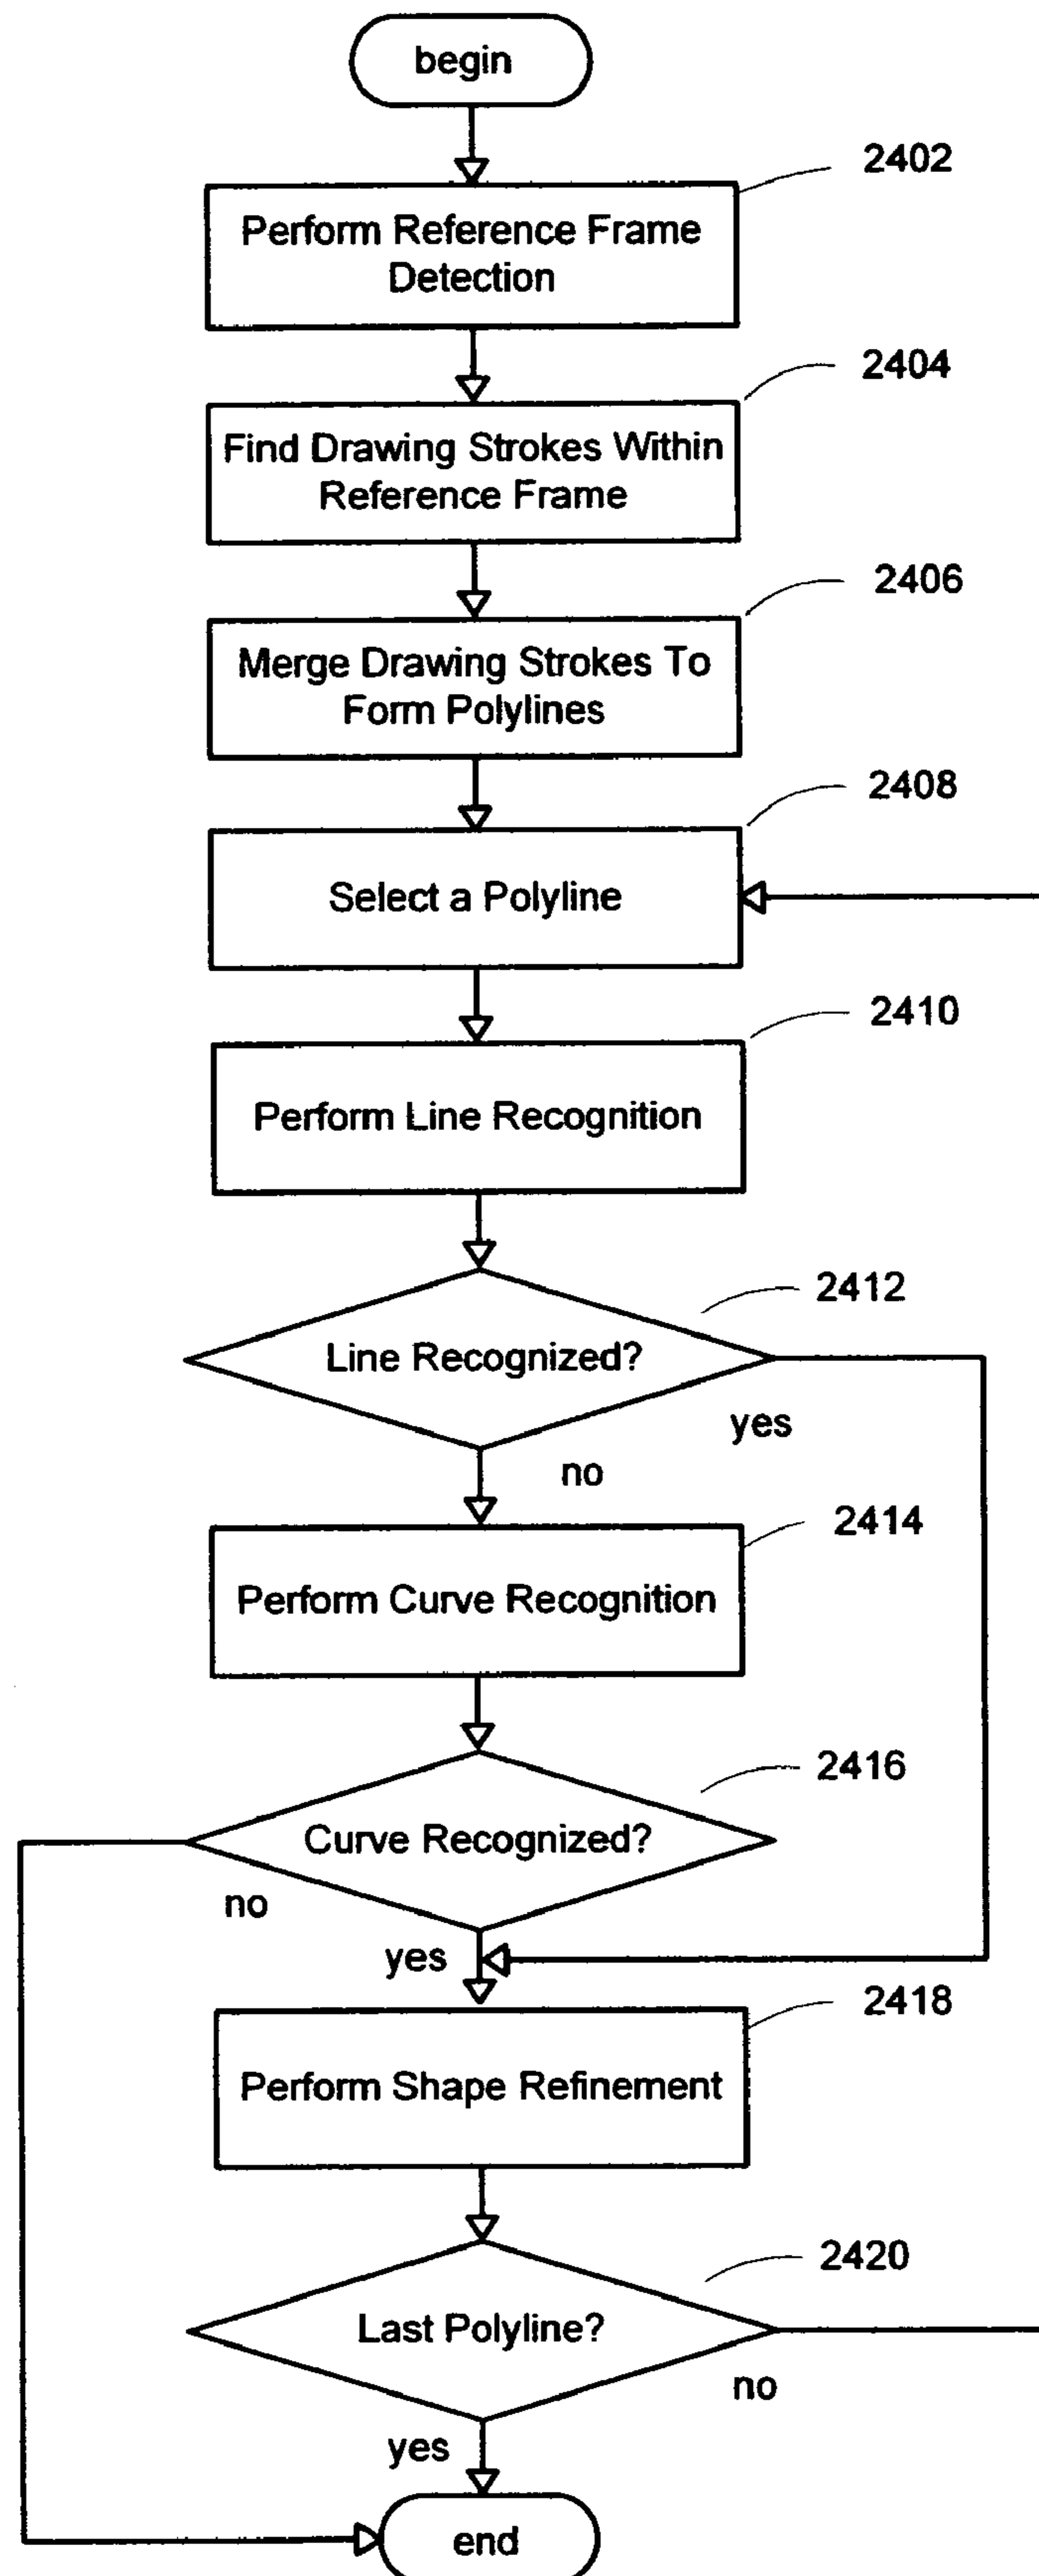 begin
2402
Perform Reference Frame
Detection
2404
Find Drawing Strokes Within
Reference Frame
2406
Merge Drawing Strokes To
Form Polylines
2408
Select a Polyline
2410
Perform Line Recognition
2412
Line Recognized?
yes
no
2414
Perform Curve Recognition
2416
Curve Recognized?
no
yes
2418
Perform Shape Refinement
2420
Last Polyline?
no
yes
end